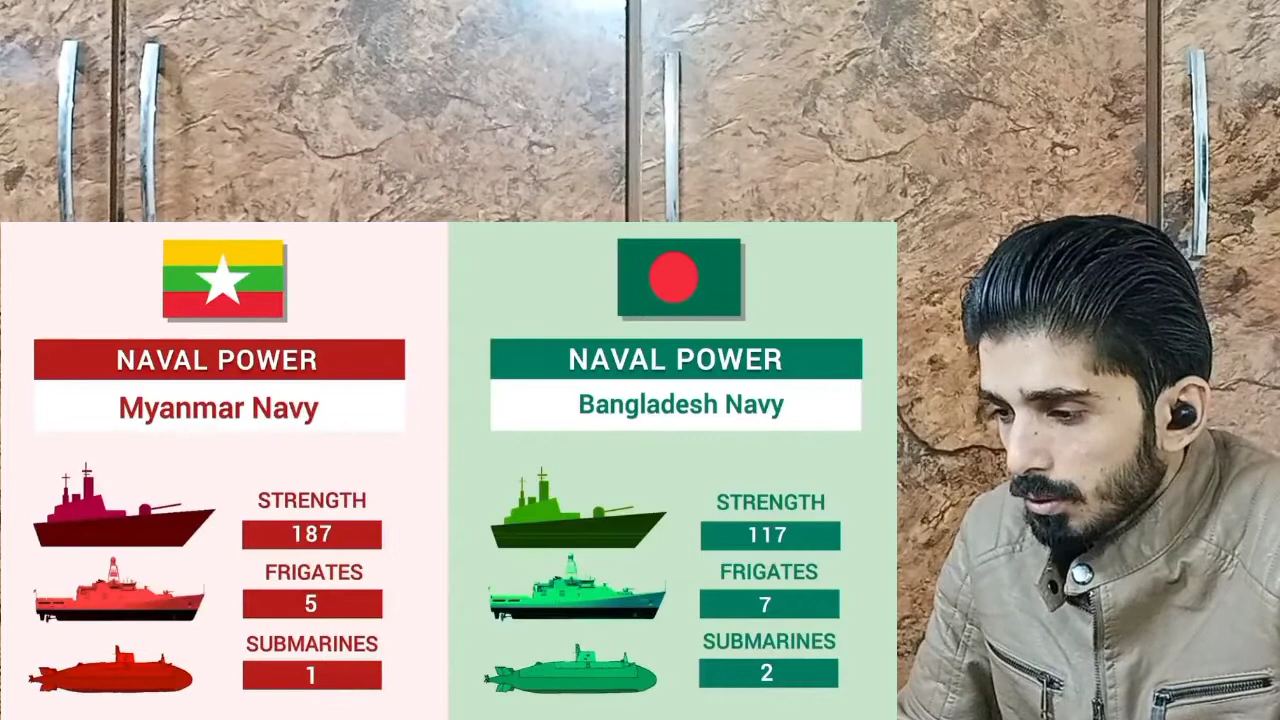 NAVAL POWER
Myanmar Navy
STRENGTH
187
FRIGATES
5
SUBMARINES
1
NAVAL POWER
Bangladesh Navy
STRENGTH
117
FRIGATES
7
SUBMARINES
2